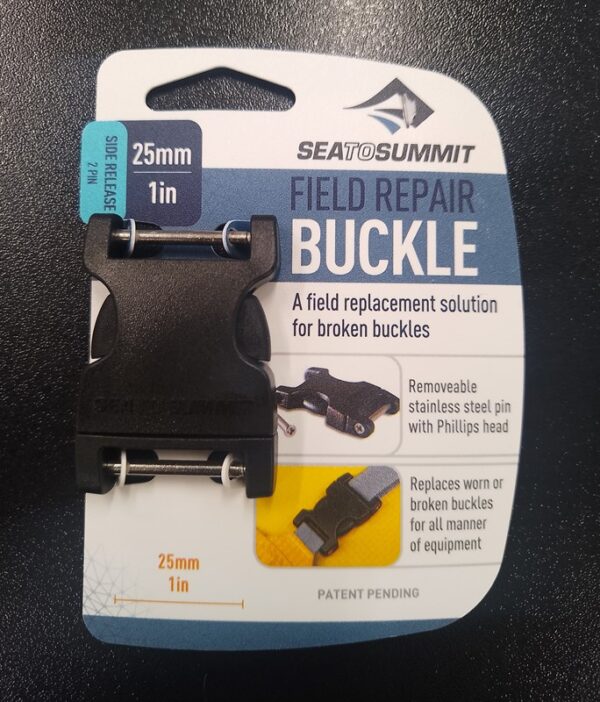 SEATOSUMMIT
SIDE RELEASE
2 PIN
25mm
1in
FIELD REPAIR
BUCKLE
A field replacement solution
for broken buckles
Removeable
stainless steel pin
with Phillips head
Replaces worn or
broken buckles
for all manner
of equipment
25mm
1in
PATENT PENDING